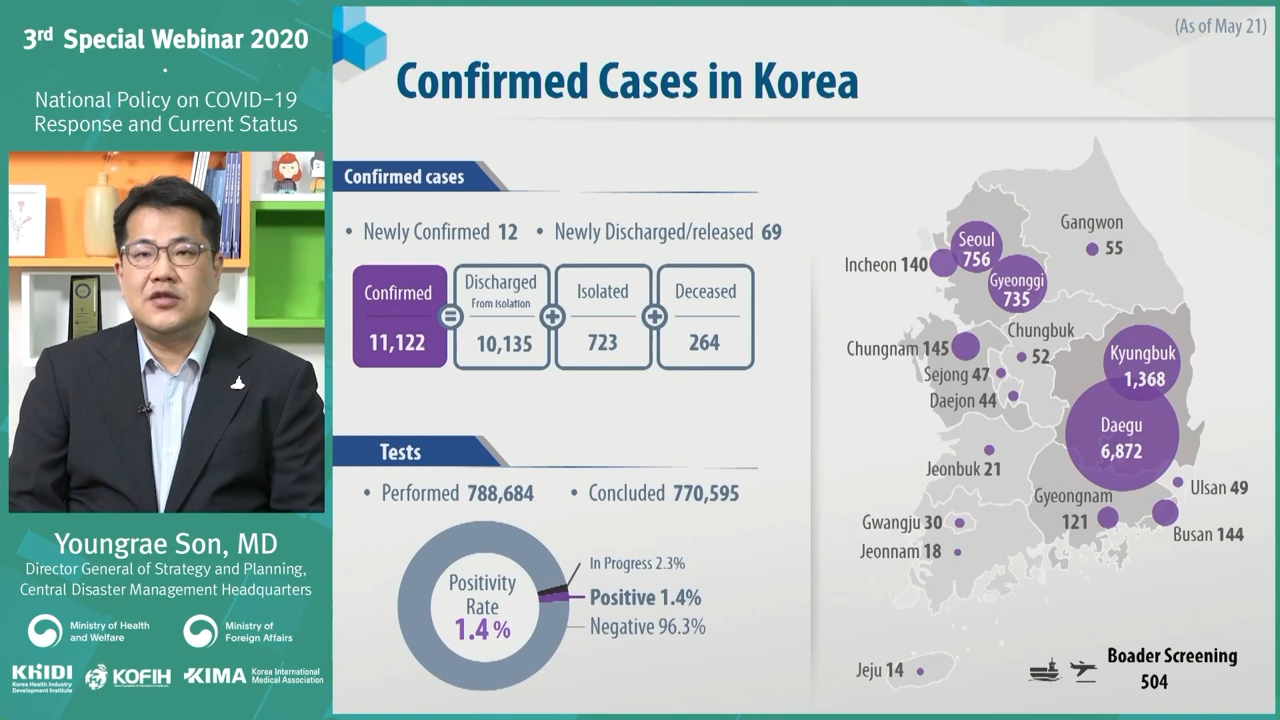 3rd Special Webinar 2020
National Policy on COVID-19
Response and Current Status
Youngrae Son, MD
Director General of Strategy and Planning,
Central Disaster Management Headquarters
Ministry of Health
and Welfare
Ministry of
Foreign Affairs
KHIDI
Korea Health Industry
Development Institute
KOFIH
KIMA
Korea International
Medical Association
(As of May 21)
Confirmed Cases in Korea
Confirmed cases
• Newly Confirmed 12 • Newly Discharged/released 69
Confirmed
11,122
=
Discharged
From Isolation
10,135
+
Isolated
723
+
Deceased
264
Tests
• Performed 788,684 • Concluded 770,595
Positivity
Rate
1.4%
In Progress 2.3%
Positive 1.4%
Negative 96.3%
Gangwon
55
Seoul
756
Incheon 140
Gyeonggi
735
Chungbuk
52
Chungnam 145
Kyungbuk
1,368
Sejong 47
Daejon 44
Daegu
6,872
Jeonbuk 21
Ulsan 49
Gyeongnam
121
Gwangju 30
Busan 144
Jeonnam 18
Jeju 14
Boader Screening
504